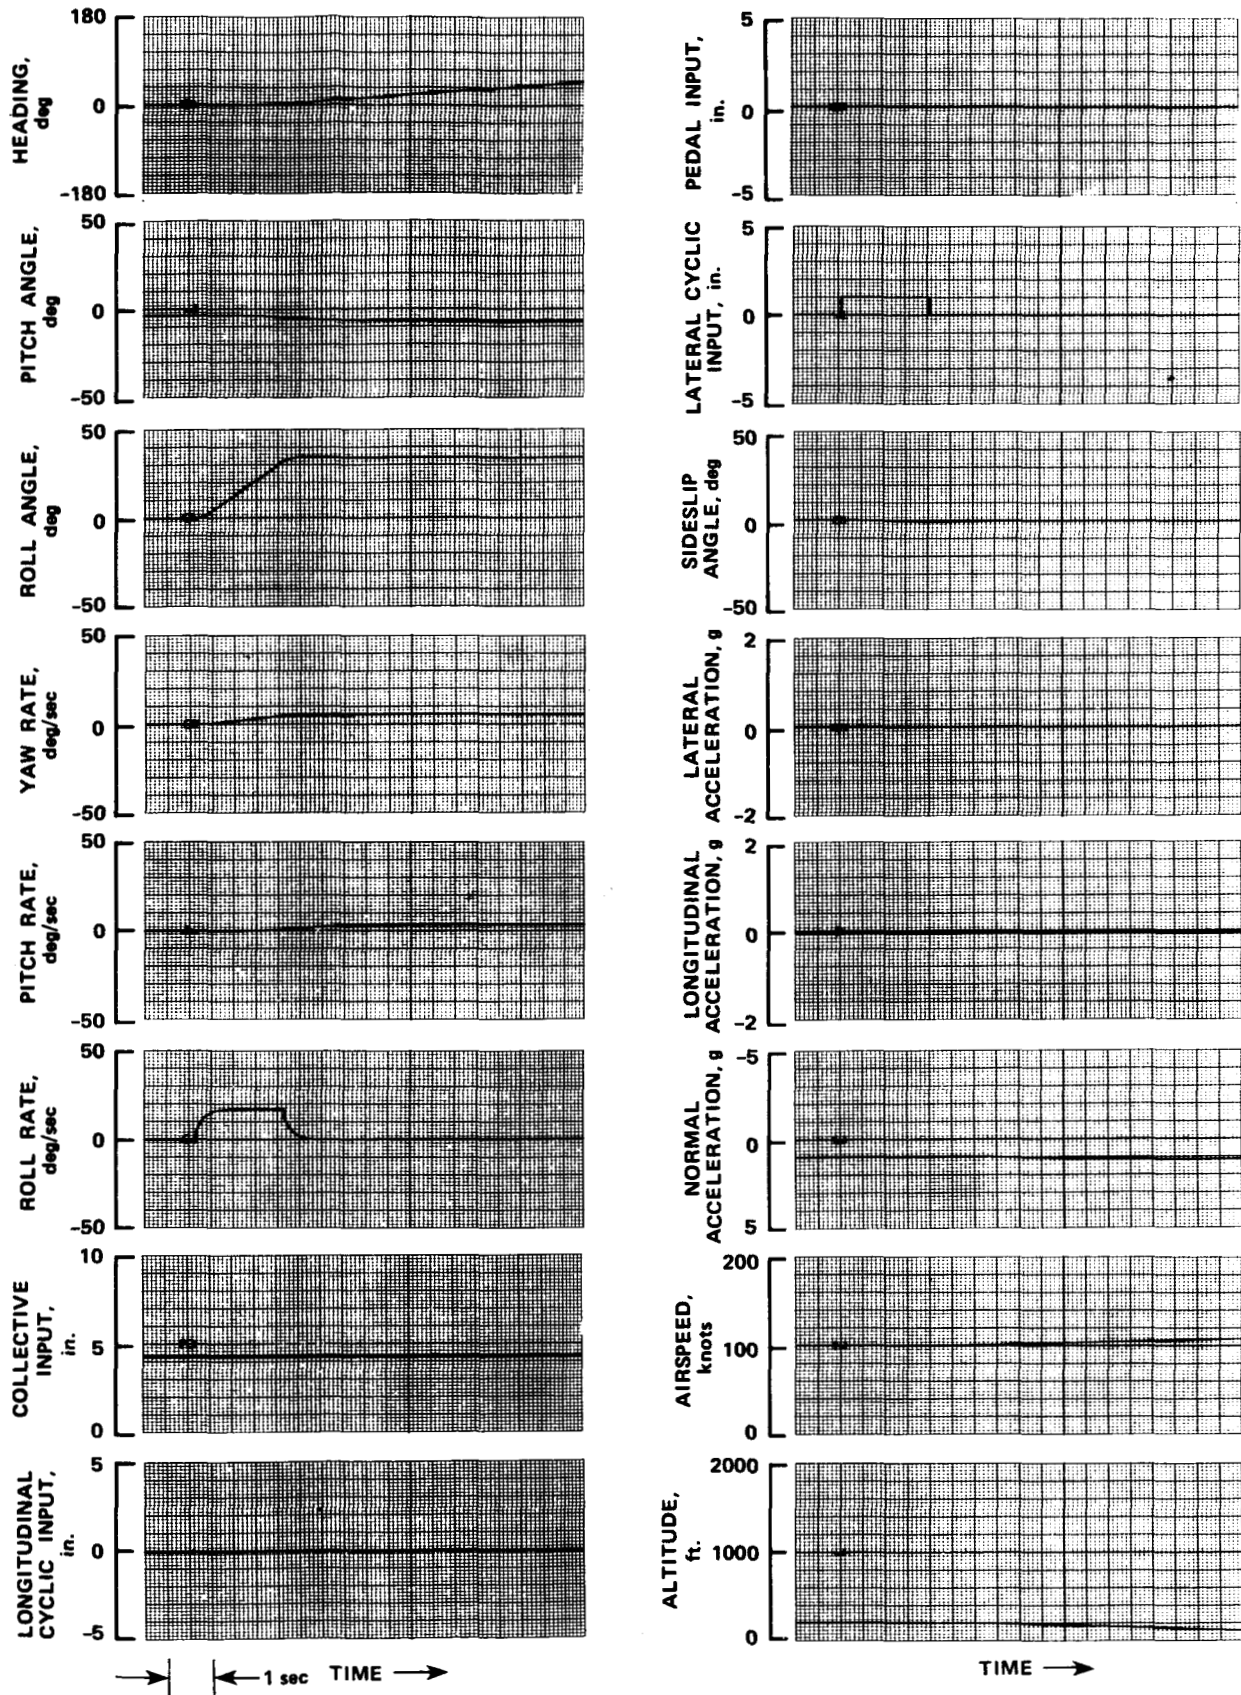 HEADING,
deg
180
0
-180
PITCH ANGLE,
deg
50
0
-50
ROLL ANGLE,
deg
50
0
-50
YAW RATE,
deg/sec
50
0
-50
PITCH RATE,
deg/sec
50
0
-50
ROLL RATE,
deg/sec
50
0
-50
COLLECTIVE
INPUT,
in.
10
5
0
LONGITUDINAL
CYCLIC INPUT,
in.
5
0
-5
1 sec
TIME
PEDAL INPUT,
in.
5
0
-5
LATERAL CYCLIC
INPUT, in.
5
0
-5
SIDESLIP
ANGLE, deg
50
0
-50
LATERAL
ACCELERATION, g
2
0
-2
LONGITUDINAL
ACCELERATION, g
2
0
-2
NORMAL
ACCELERATION, g
-5
0
5
AIRSPEED,
knots
200
100
0
ALTITUDE,
ft.
2000
1000
0
TIME